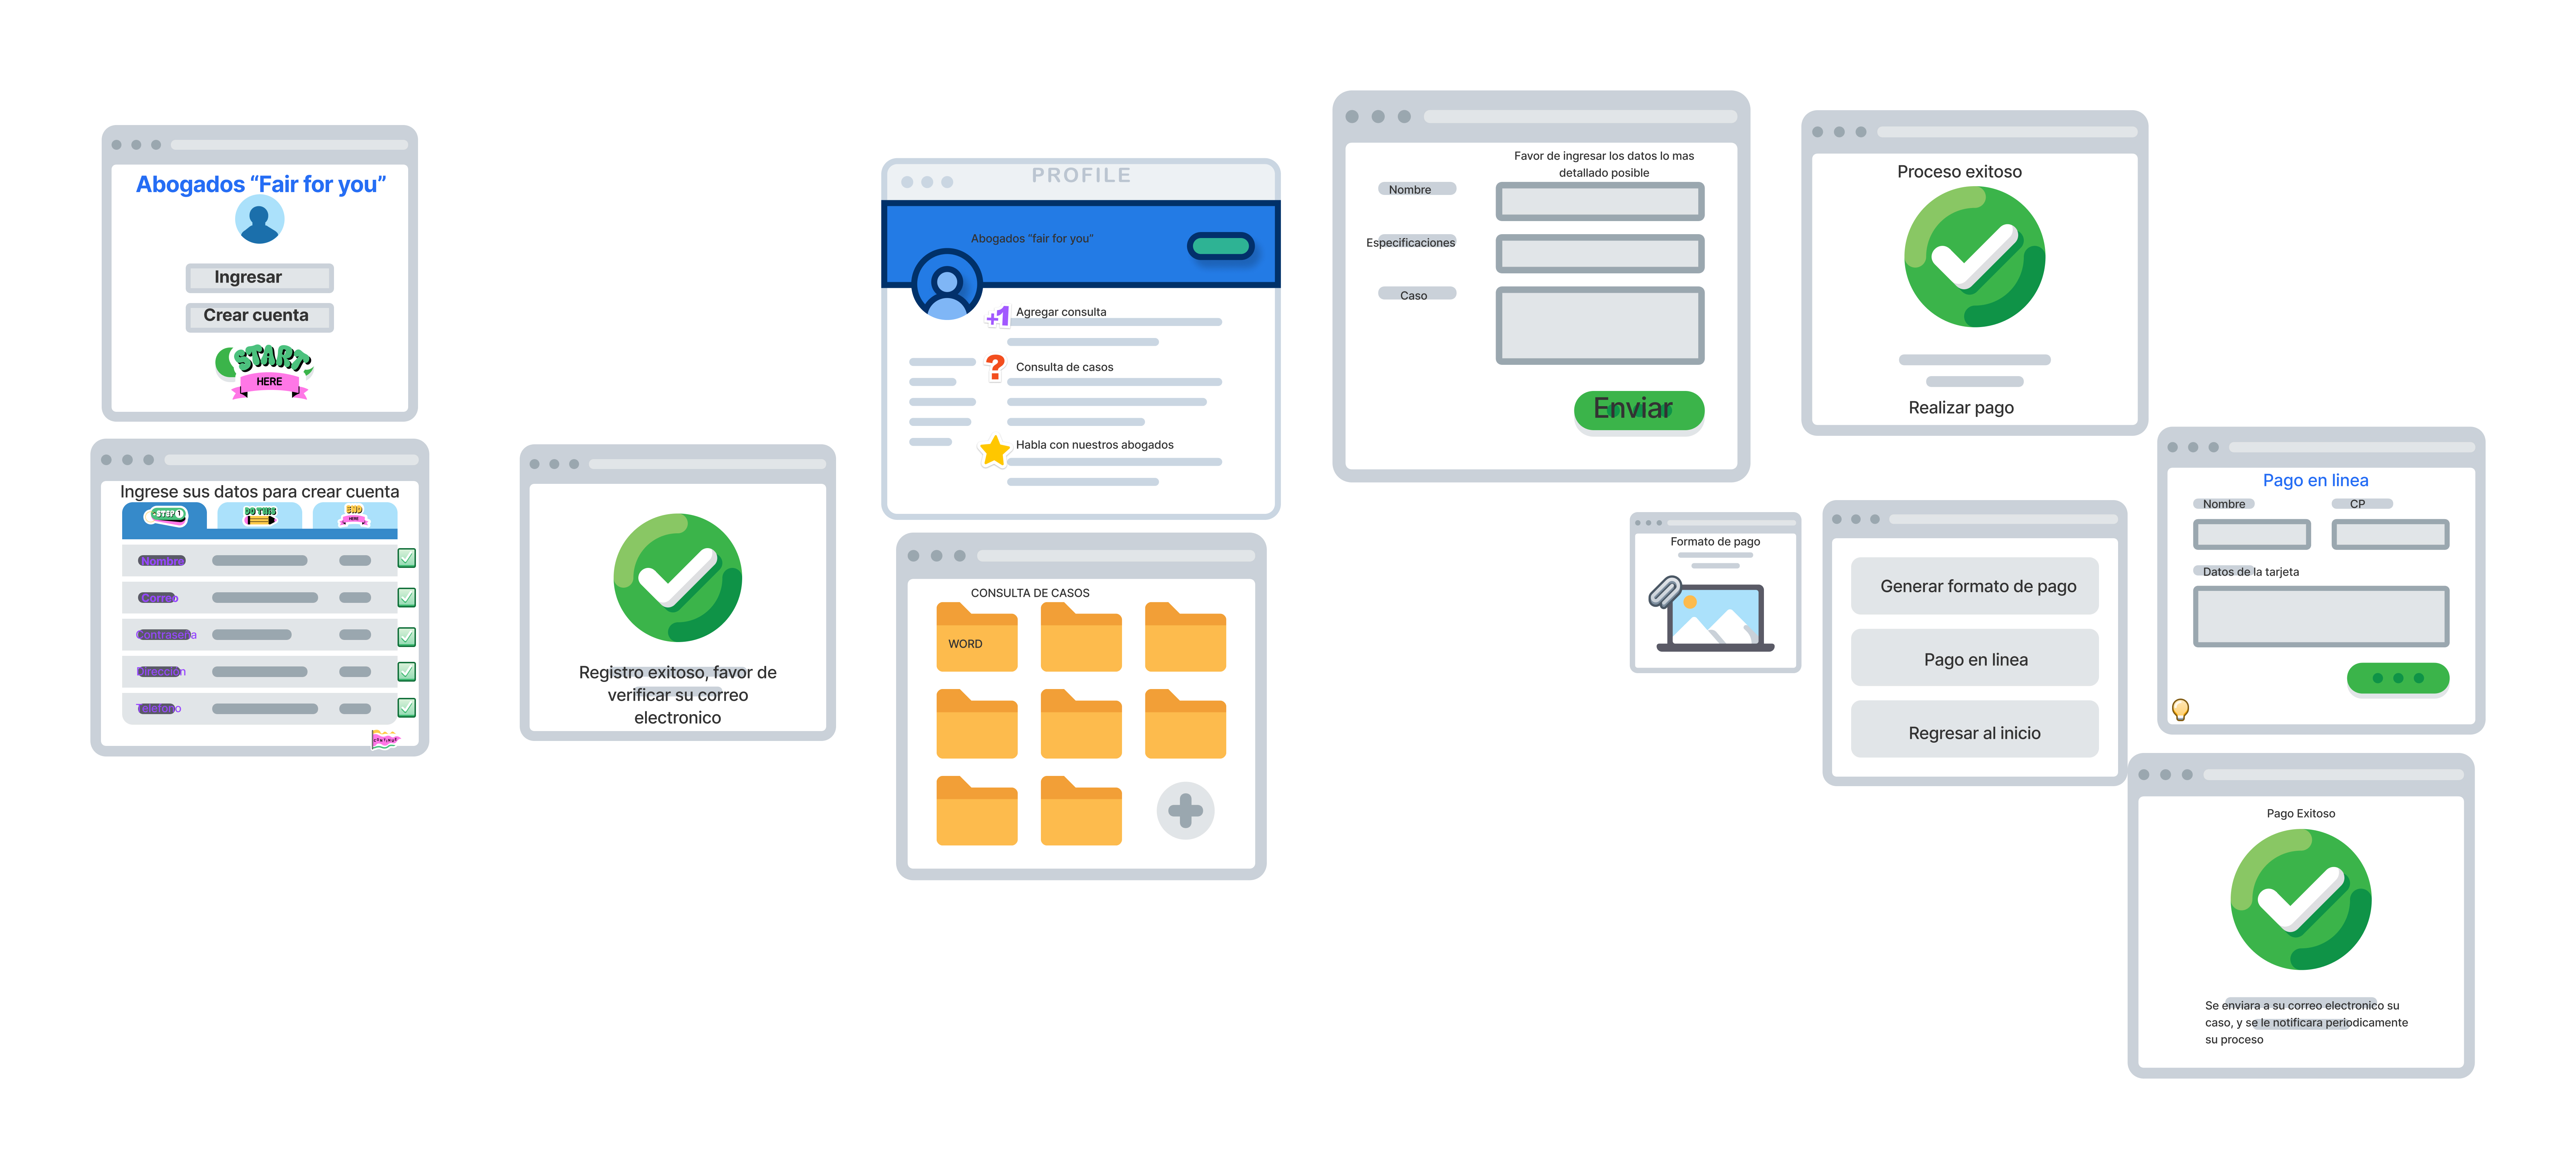 Abogados “Fair for you”
Ingresar
Crear cuenta
START
HERE
Ingrese sus datos para crear cuenta
STEP 1
DO THIS
END
HERE
Nombre
Correo
Contraseña
Dirección
Telefono
CONTINUE
Registro exitoso, favor de
verificar su correo
electronico
PROFILE
Abogados “fair for you”
+1
Agregar consulta
?
Consulta de casos
Habla con nuestros abogados
CONSULTA DE CASOS
WORD
Favor de ingresar los datos lo mas
detallado posible
Nombre
Especificaciones
Caso
Enviar
Proceso exitoso
Realizar pago
Formato de pago
Generar formato de pago
Pago en linea
Regresar al inicio
Pago en linea
Nombre
CP
Datos de la tarjeta
Pago Exitoso
Se enviara a su correo electronico su
caso, y se le notificara periodicamente
su proceso